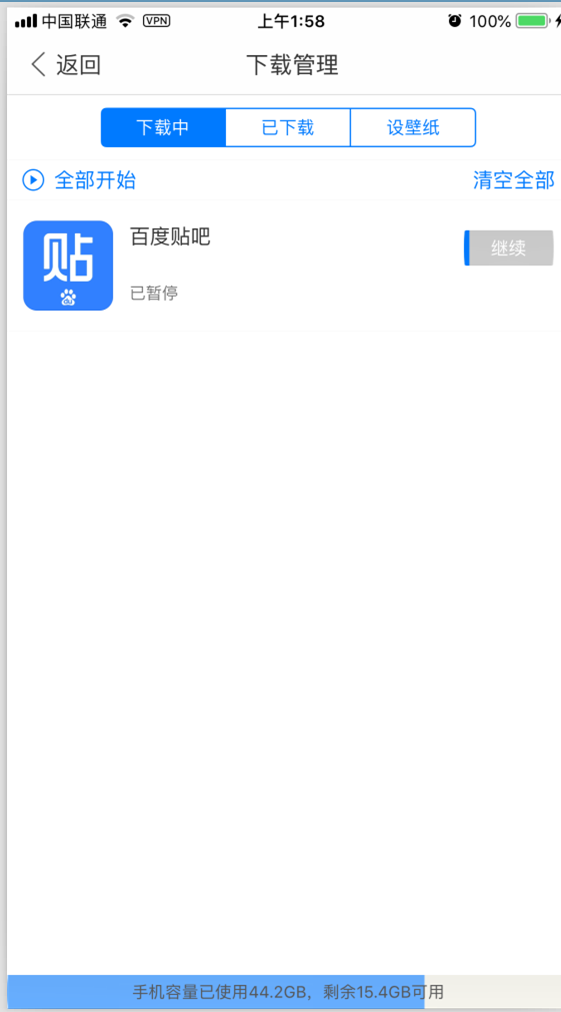 中国联通 VPN 上午1:58 100%
返回 下载管理
下载中 已下载 设壁纸
全部开始 清空全部
贴 百度贴吧 继续
du 已暂停
手机容量已使用44.2GB，剩余15.4GB可用